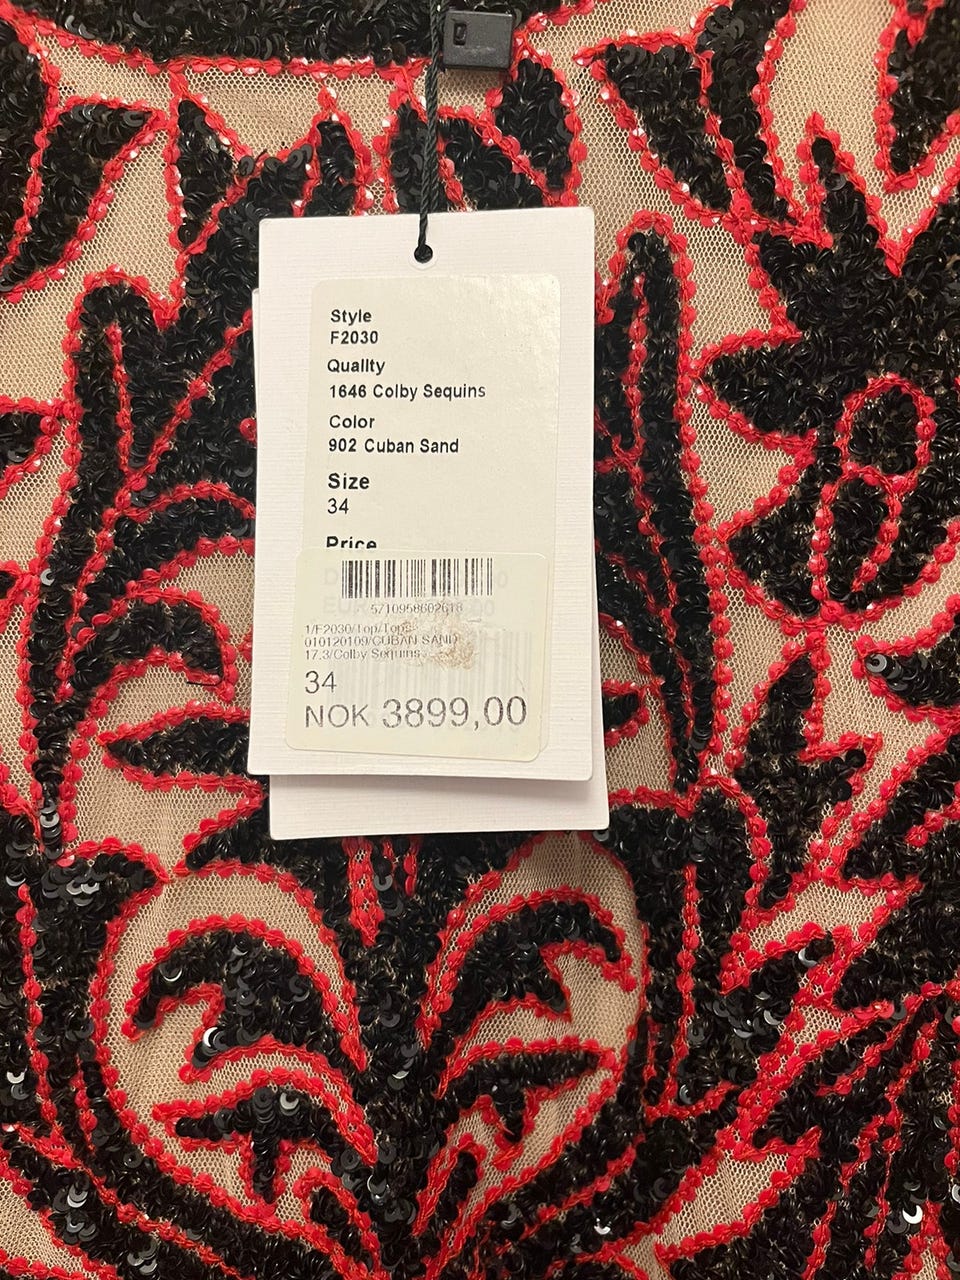 Style
F2030
Quality
1646 Colby Sequins
Color
902 Cuban Sand
Size
34
Price
5710958602618
1/F2030/Top/Tops
010120109/CUBAN SAND
17.3/Colby Sequins
34
NOK 3899,00